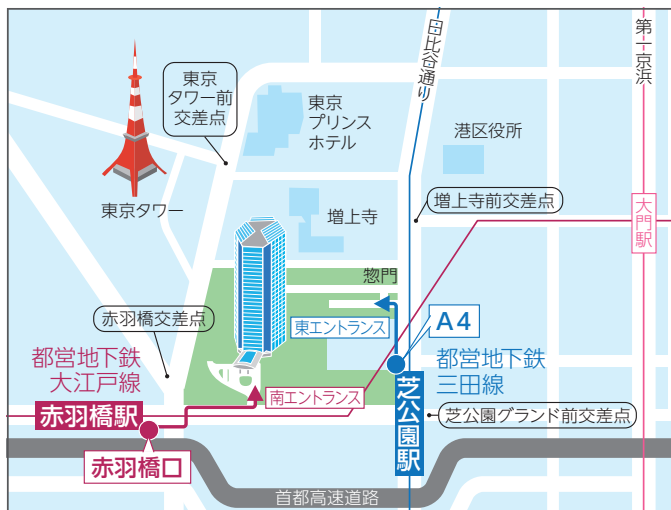 東京
タワー前
交差点
日比谷通り
第一京浜
東京
プリンス
ホテル
港区役所
東京タワー
増上寺
増上寺前交差点
大門駅
惣門
赤羽橋交差点
東エントランス
A4
都営地下鉄
大江戸線
都営地下鉄
三田線
南エントランス
赤羽橋駅
芝公園駅
芝公園グランド前交差点
赤羽橋口
首都高速道路